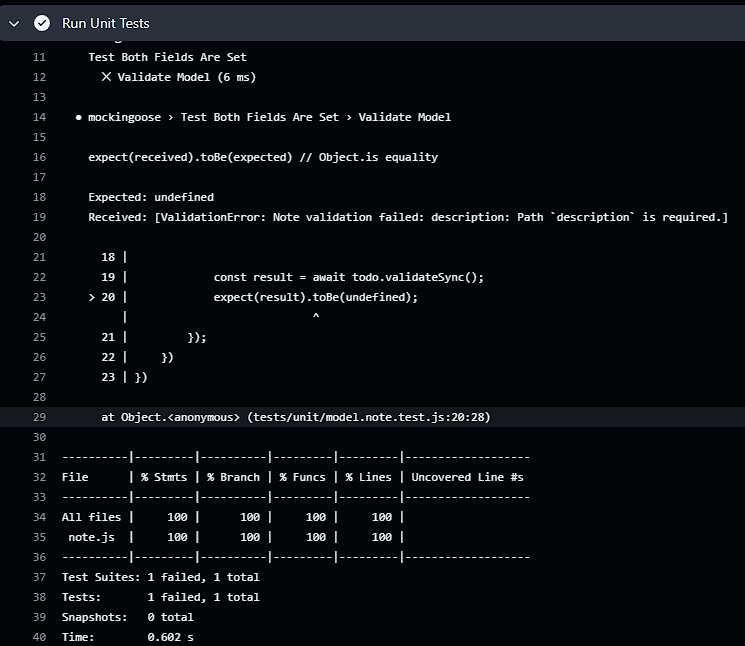 Run Unit Tests
11 Test Both Fields Are Set
12 ✕ Validate Model (6 ms)
13
14 ● mockingoose › Test Both Fields Are Set › Validate Model
15
16 expect(received).toBe(expected) // Object.is equality
17
18 Expected: undefined
19 Received: [ValidationError: Note validation failed: description: Path `description` is required.]
20
21 18 |
22 19 | const result = await todo.validateSync();
23 > 20 | expect(result).toBe(undefined);
24 | ^
25 21 | });
26 22 | })
27 23 | })
28
29 at Object.<anonymous> (tests/unit/model.note.test.js:20:28)
30
31 ----------|---------|----------|---------|---------|-------------------
32 File | % Stmts | % Branch | % Funcs | % Lines | Uncovered Line #s
33 ----------|---------|----------|---------|---------|-------------------
34 All files | 100 | 100 | 100 | 100 |
35 note.js | 100 | 100 | 100 | 100 |
36 ----------|---------|----------|---------|---------|-------------------
37 Test Suites: 1 failed, 1 total
38 Tests: 1 failed, 1 total
39 Snapshots: 0 total
40 Time: 0.602 s